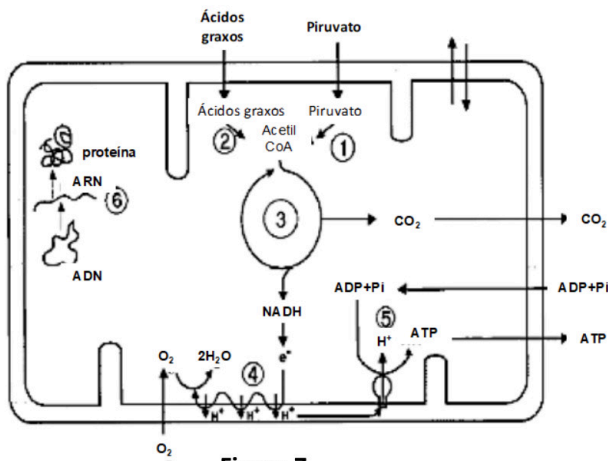 Ácidos
graxos
Piruvato
Ácidos graxos
Piruvato
②
Acetil
CoA
①
proteína
ARN
⑥
ADN
③
CO₂
CO₂
NADH
ADP+Pi
ADP+Pi
⑤
H⁺
ATP
ATP
O₂
2H₂O
④
e⁻
H⁺
H⁺
H⁺
O₂